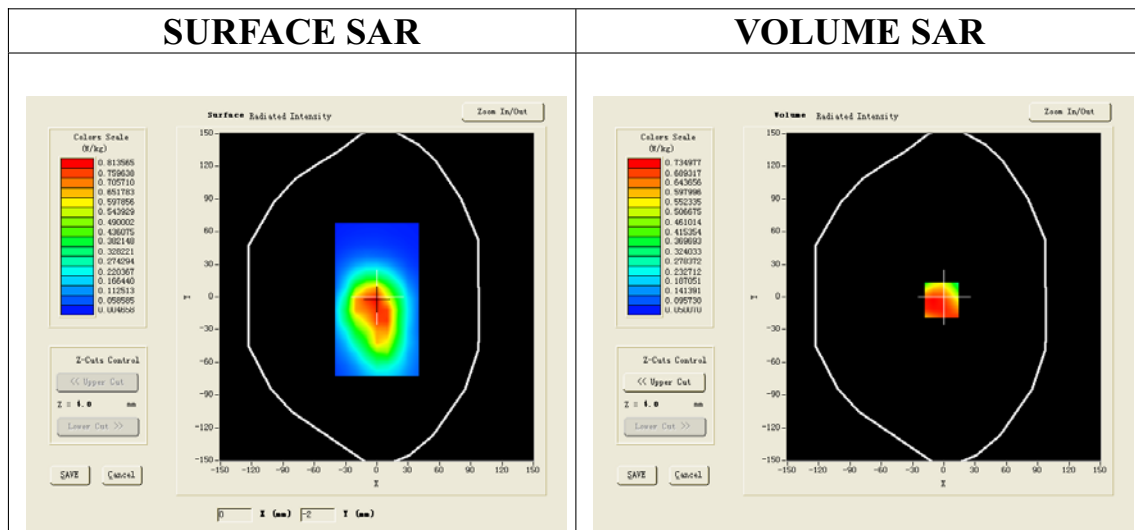 SURFACE SAR
VOLUME SAR
Surface Radiated Intensity
Zoom In/Out
Colors Scale
(W/kg)
0.813565
0.759638
0.705710
0.651783
0.597856
0.543929
0.490002
0.436075
0.382148
0.328221
0.274294
0.220367
0.166440
0.112513
0.058585
0.004658
Z-Cuts Control
<< Upper Cut
Z = 4.0 mm
Lower Cut >>
SAVE Cancel
150
120
90
60
30
0
-30
-60
-90
-120
-150
Y
-150 -120 -90 -60 -30 0 30 60 90 120 150
X
0 X (mm) -2 Y (mm)
Volume Radiated Intensity
Zoom In/Out
Colors Scale
(W/kg)
0.734977
0.689317
0.643656
0.597996
0.552335
0.506675
0.461014
0.415354
0.369693
0.324033
0.278372
0.232712
0.187051
0.141391
0.095730
0.050070
Z-Cuts Control
<< Upper Cut
Z = 4.0 mm
Lower Cut >>
SAVE Cancel
150
120
90
60
30
0
-30
-60
-90
-120
-150
Y
-150 -120 -90 -60 -30 0 30 60 90 120 150
X